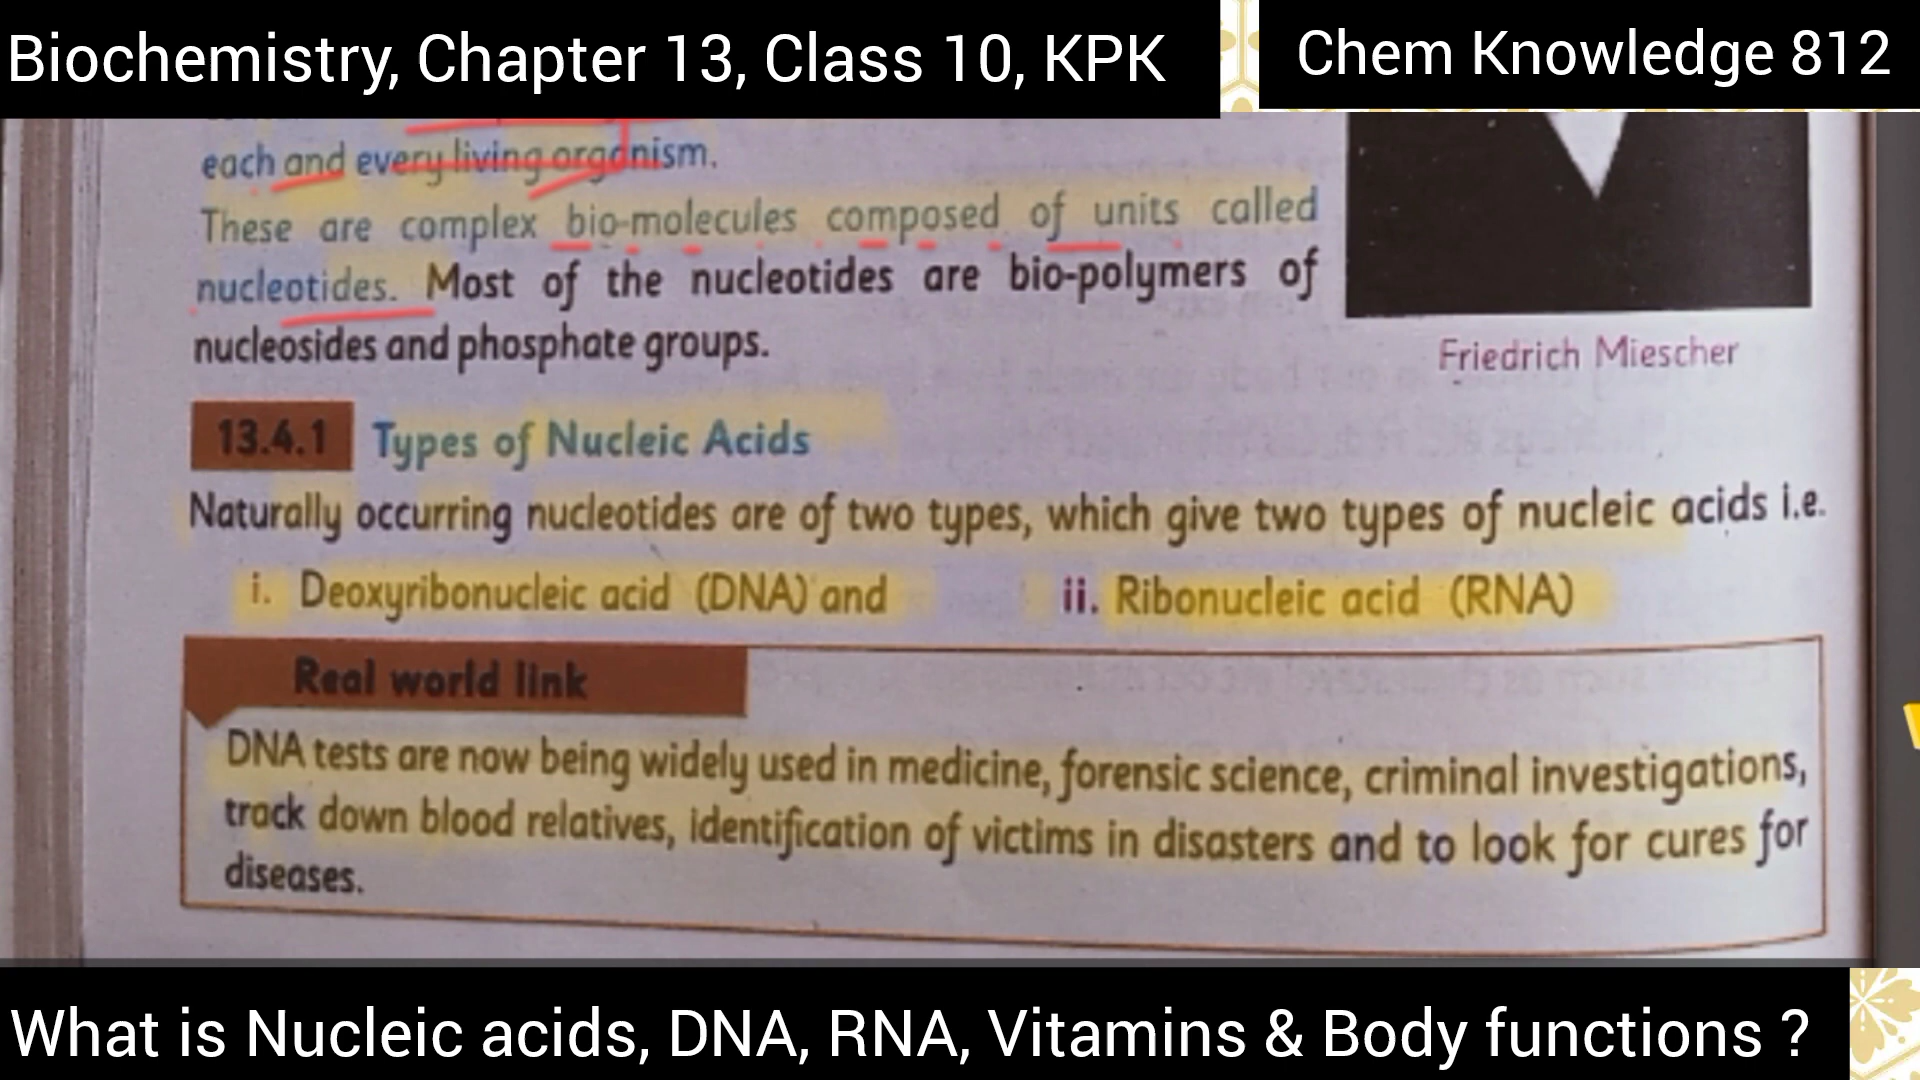 Biochemistry, Chapter 13, Class 10, KPK
Chem Knowledge 812
each and every living organism.
These are complex bio-molecules composed of units called
nucleotides. Most of the nucleotides are bio-polymers of
nucleosides and phosphate groups.
Friedrich Miescher
13.4.1 Types of Nucleic Acids
Naturally occurring nucleotides are of two types, which give two types of nucleic acids i.e.
i. Deoxyribonucleic acid (DNA) and ii. Ribonucleic acid (RNA)
Real world link
DNA tests are now being widely used in medicine, forensic science, criminal investigations,
track down blood relatives, identification of victims in disasters and to look for cures for
diseases.
What is Nucleic acids, DNA, RNA, Vitamins & Body functions ?